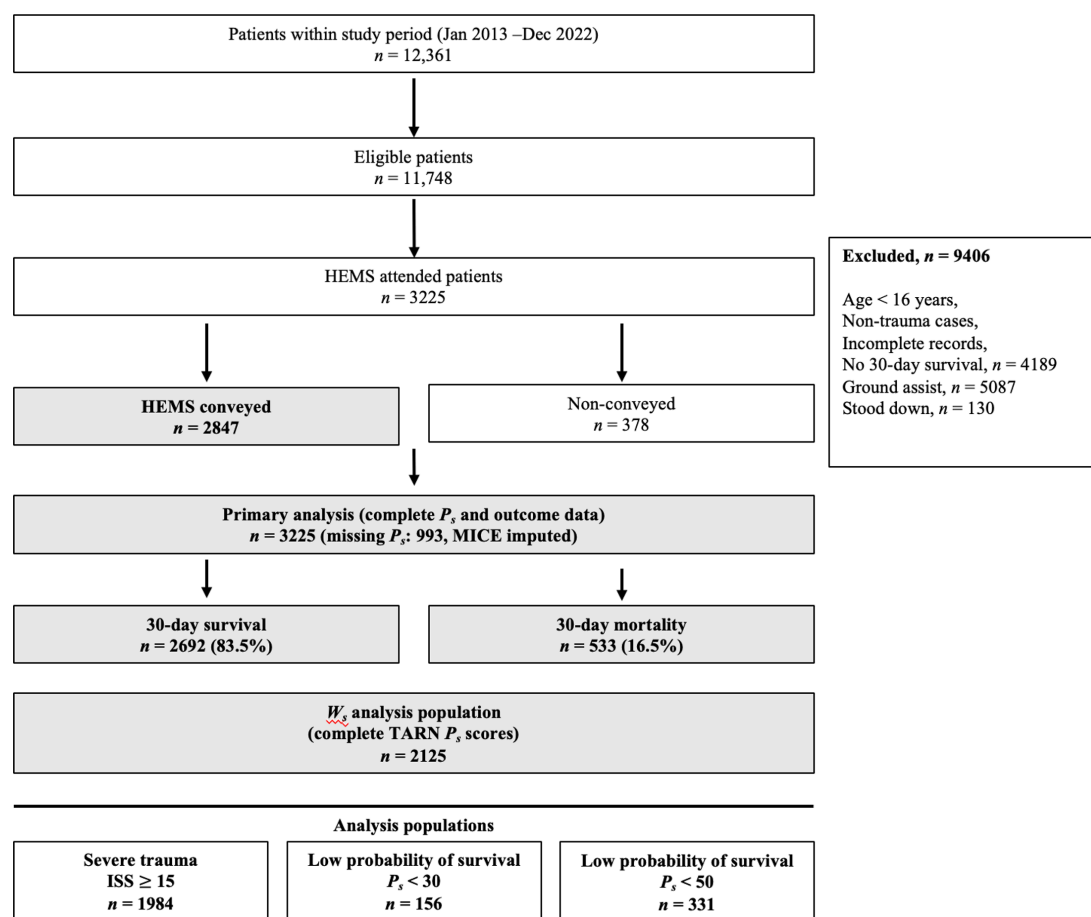 Patients within study period (Jan 2013 –Dec 2022)
n = 12,361
Eligible patients
n = 11,748
HEMS attended patients
n = 3225
Excluded, n = 9406
Age < 16 years,
Non-trauma cases,
Incomplete records,
No 30-day survival, n = 4189
Ground assist, n = 5087
Stood down, n = 130
HEMS conveyed
n = 2847
Non-conveyed
n = 378
Primary analysis (complete Ps and outcome data)
n = 3225 (missing Ps: 993, MICE imputed)
30-day survival
n = 2692 (83.5%)
30-day mortality
n = 533 (16.5%)
Ws analysis population
(complete TARN Ps scores)
n = 2125
Analysis populations
Severe trauma
ISS ≥ 15
n = 1984
Low probability of survival
Ps < 30
n = 156
Low probability of survival
Ps < 50
n = 331